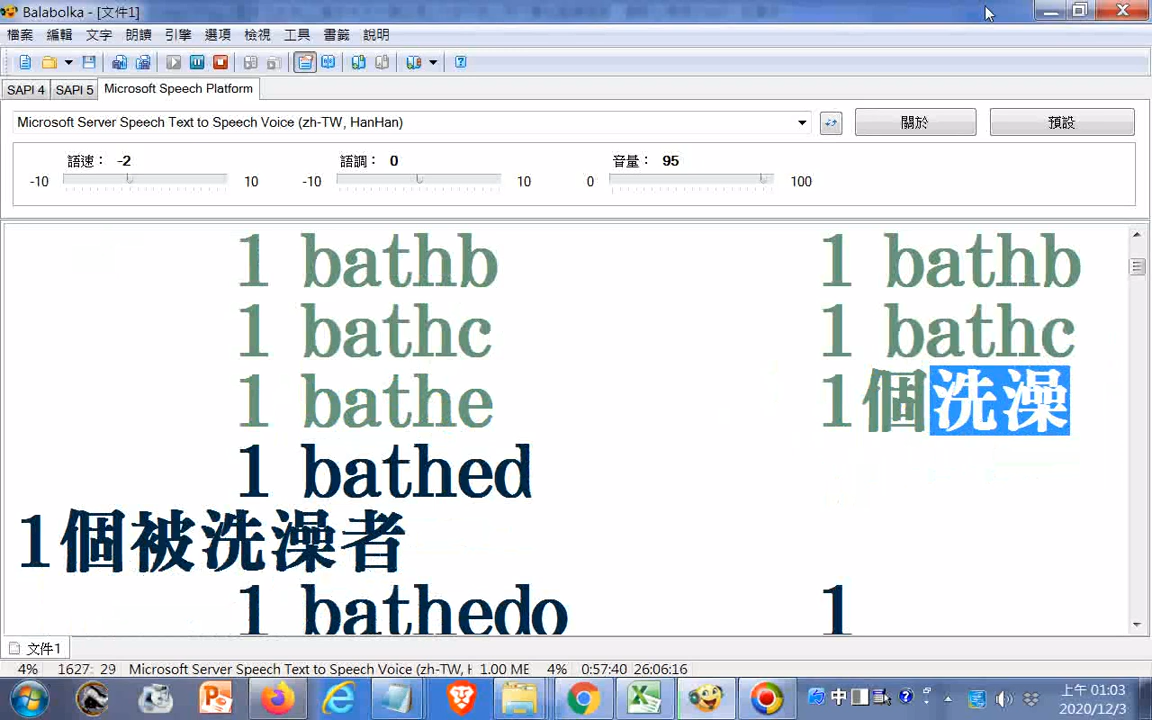 Balabolka - [文件1]
檔案 編輯 文字 朗讀 引擎 選項 檢視 工具 書籤 說明
SAPI 4 SAPI 5 Microsoft Speech Platform
Microsoft Server Speech Text to Speech Voice (zh-TW, HanHan) 關於 預設
語速： -2 語調： 0 音量： 95
-10 10 -10 10 0 100
1 bathb 1 bathb
1 bathc 1 bathc
1 bathe 1個洗澡
1 bathed
1個被洗澡者
1 bathedo 1
文件1
4% 1627: 29 Microsoft Server Speech Text to Speech Voice (zh-TW, H 1.00 ME 4% 0:57:40 26:06:16
中 上午 01:03
2020/12/3